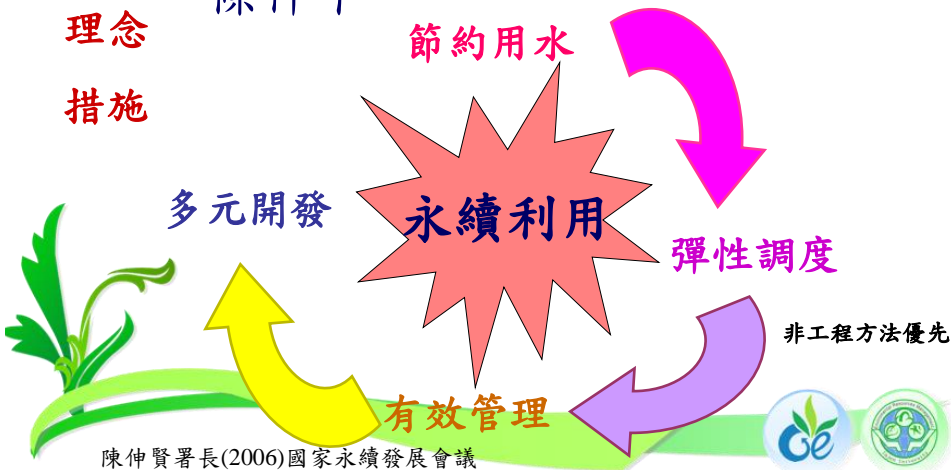 理念
措施
節約用水
多元開發
永續利用
彈性調度
非工程方法優先
有效管理
陳伸賢署長(2006)國家永續發展會議